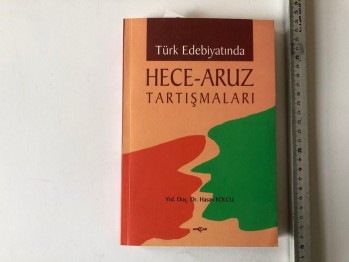 Türk Edebiyatında
HECE-ARUZ
TARTIŞMALARI
Yrd. Doç. Dr. Hasan KOLCU